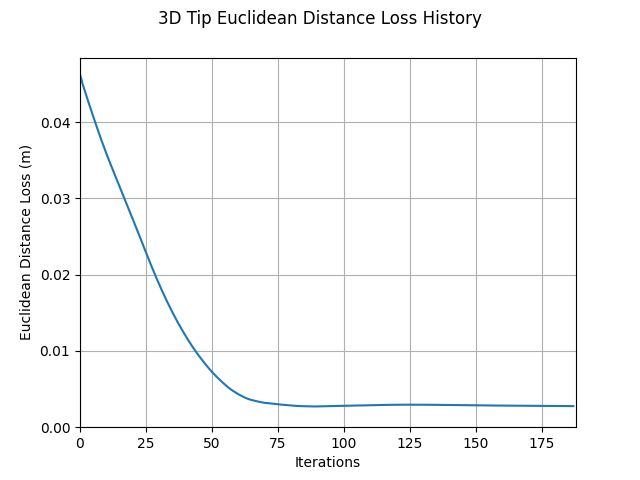 3D Tip Euclidean Distance Loss History
Euclidean Distance Loss (m)
0.04
0.03
0.02
0.01
0.00
0 25 50 75 100 125 150 175
Iterations